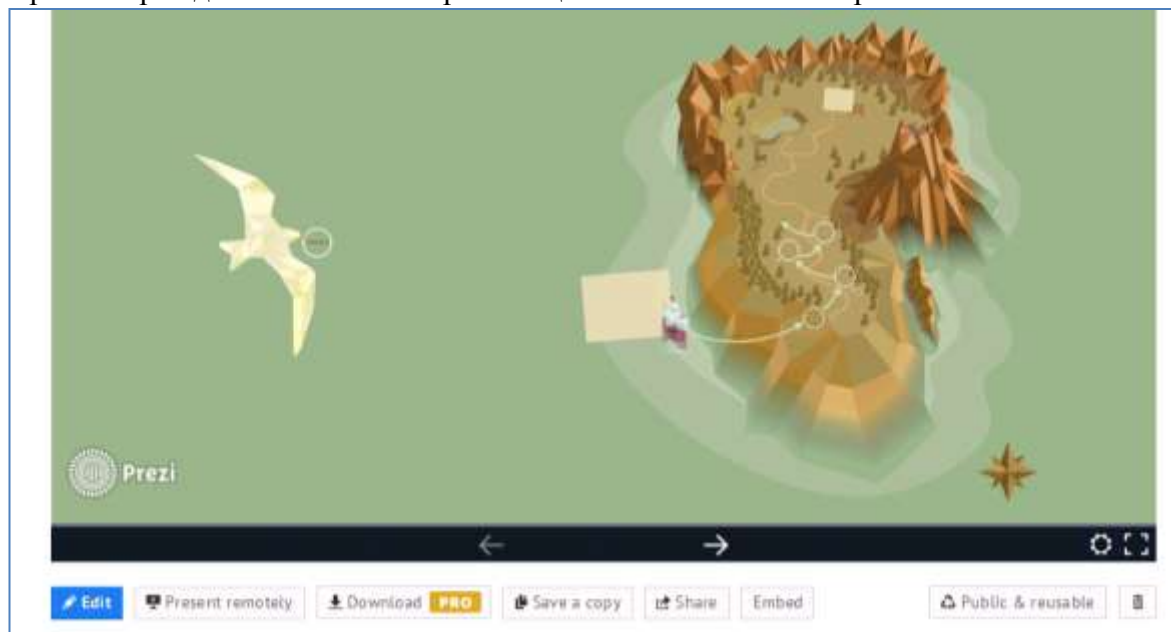 Prezi
Edit
Present remotely
Download PRO
Save a copy
Share
Embed
Public & reusable